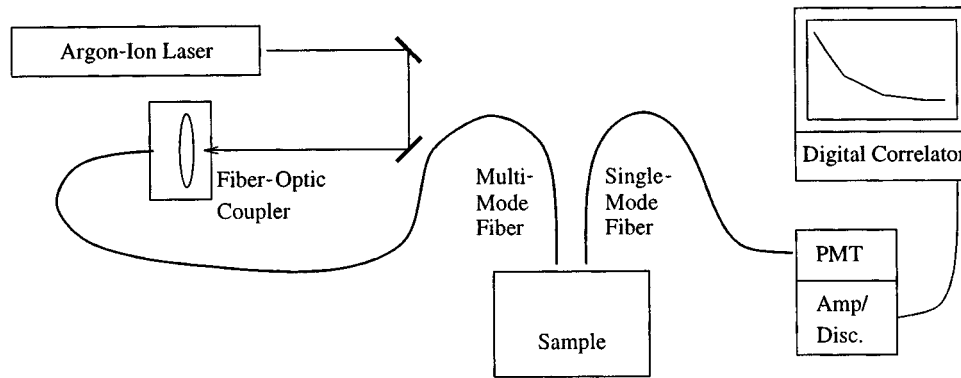 Argon-Ion Laser
Fiber-Optic
Coupler
Multi-
Mode
Fiber
Single-
Mode
Fiber
Sample
Digital Correlator
PMT
Amp/
Disc.